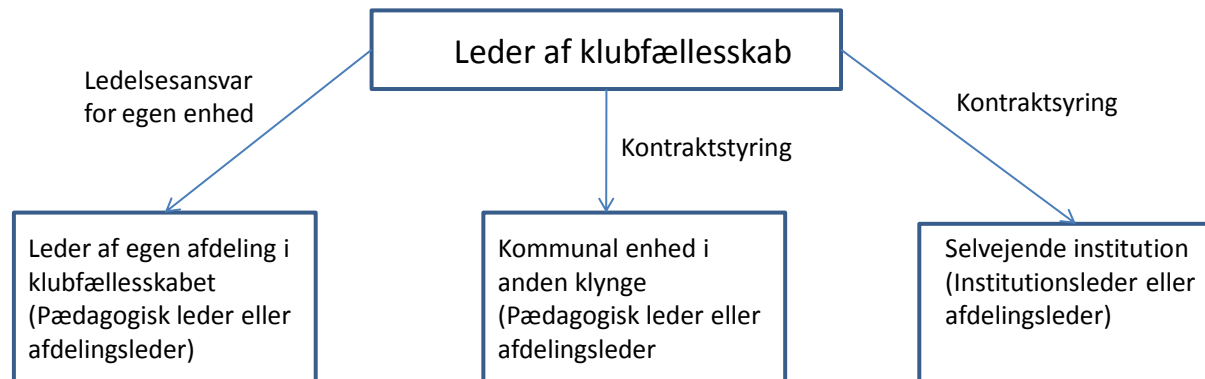 Leder af klubfællesskab
Ledelsesansvar
for egen enhed
Kontraktstyring
Kontraktsyring
Leder af egen afdeling i
klubfællesskabet
(Pædagogisk leder eller
afdelingsleder)
Kommunal enhed i
anden klynge
(Pædagogisk leder eller
afdelingsleder
Selvejende institution
(Institutionsleder eller
afdelingsleder)